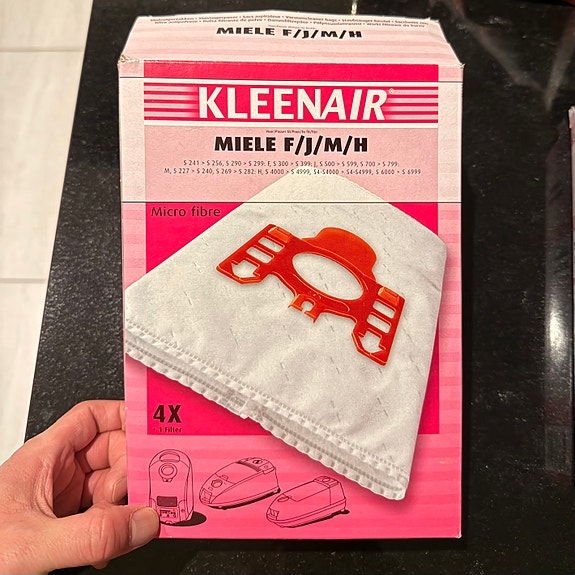 MIELE F/J/M/H
KLEENAIR®
MIELE F/J/M/H
S 241 > S 256, S 290 > S 299: F, S 300 > S 399: J, S 500 > S 599, S 700 > S 799:
M, S 227 > S 240, S 269 > S 282: H, S 4000 > S 4999, S4-S4000 > S4-S4999, S 6000 > S 6999
Micro fibre
4X
+ 1 Filter